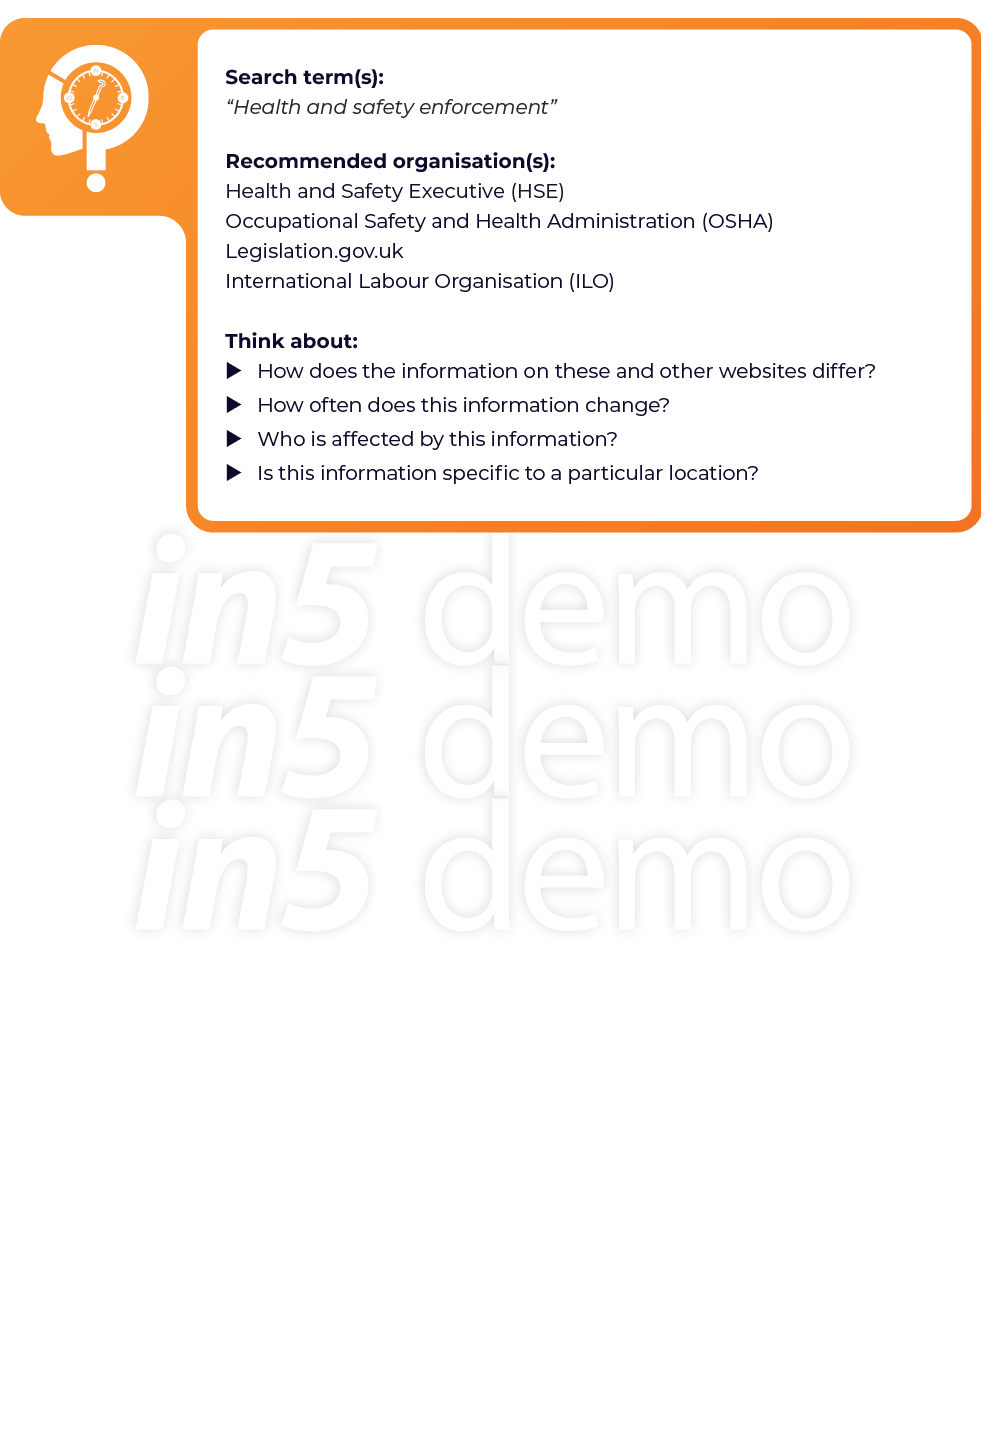 Search term(s):
“Health and safety enforcement”
Recommended organisation(s):
Health and Safety Executive (HSE)
Occupational Safety and Health Administration (OSHA)
Legislation.gov.uk
International Labour Organisation (ILO)
Think about:
▶ How does the information on these and other websites differ?
▶ How often does this information change?
▶ Who is affected by this information?
▶ Is this information specific to a particular location?
in5 demo
in5 demo
in5 demo